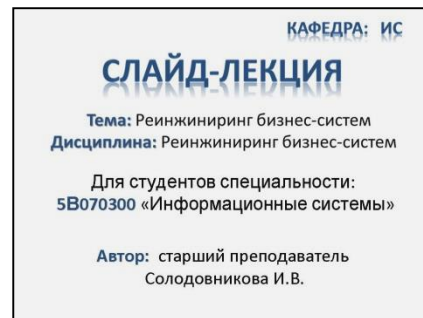 КАФЕДРА: ИС
СЛАЙД-ЛЕКЦИЯ
Тема: Реинжиниринг бизнес-систем
Дисциплина: Реинжиниринг бизнес-систем
Для студентов специальности:
5В070300 «Информационные системы»
Автор: старший преподаватель
Солодовникова И.В.